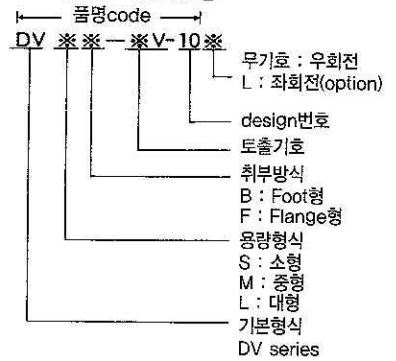 품명code
DV ※※-※V-10※
무기호 : 우회전
L : 좌회전(option)
design번호
토출기호
취부방식
B : Foot형
F : Flange형
용량형식
S : 소형
M : 중형
L : 대형
기본형식
DV series